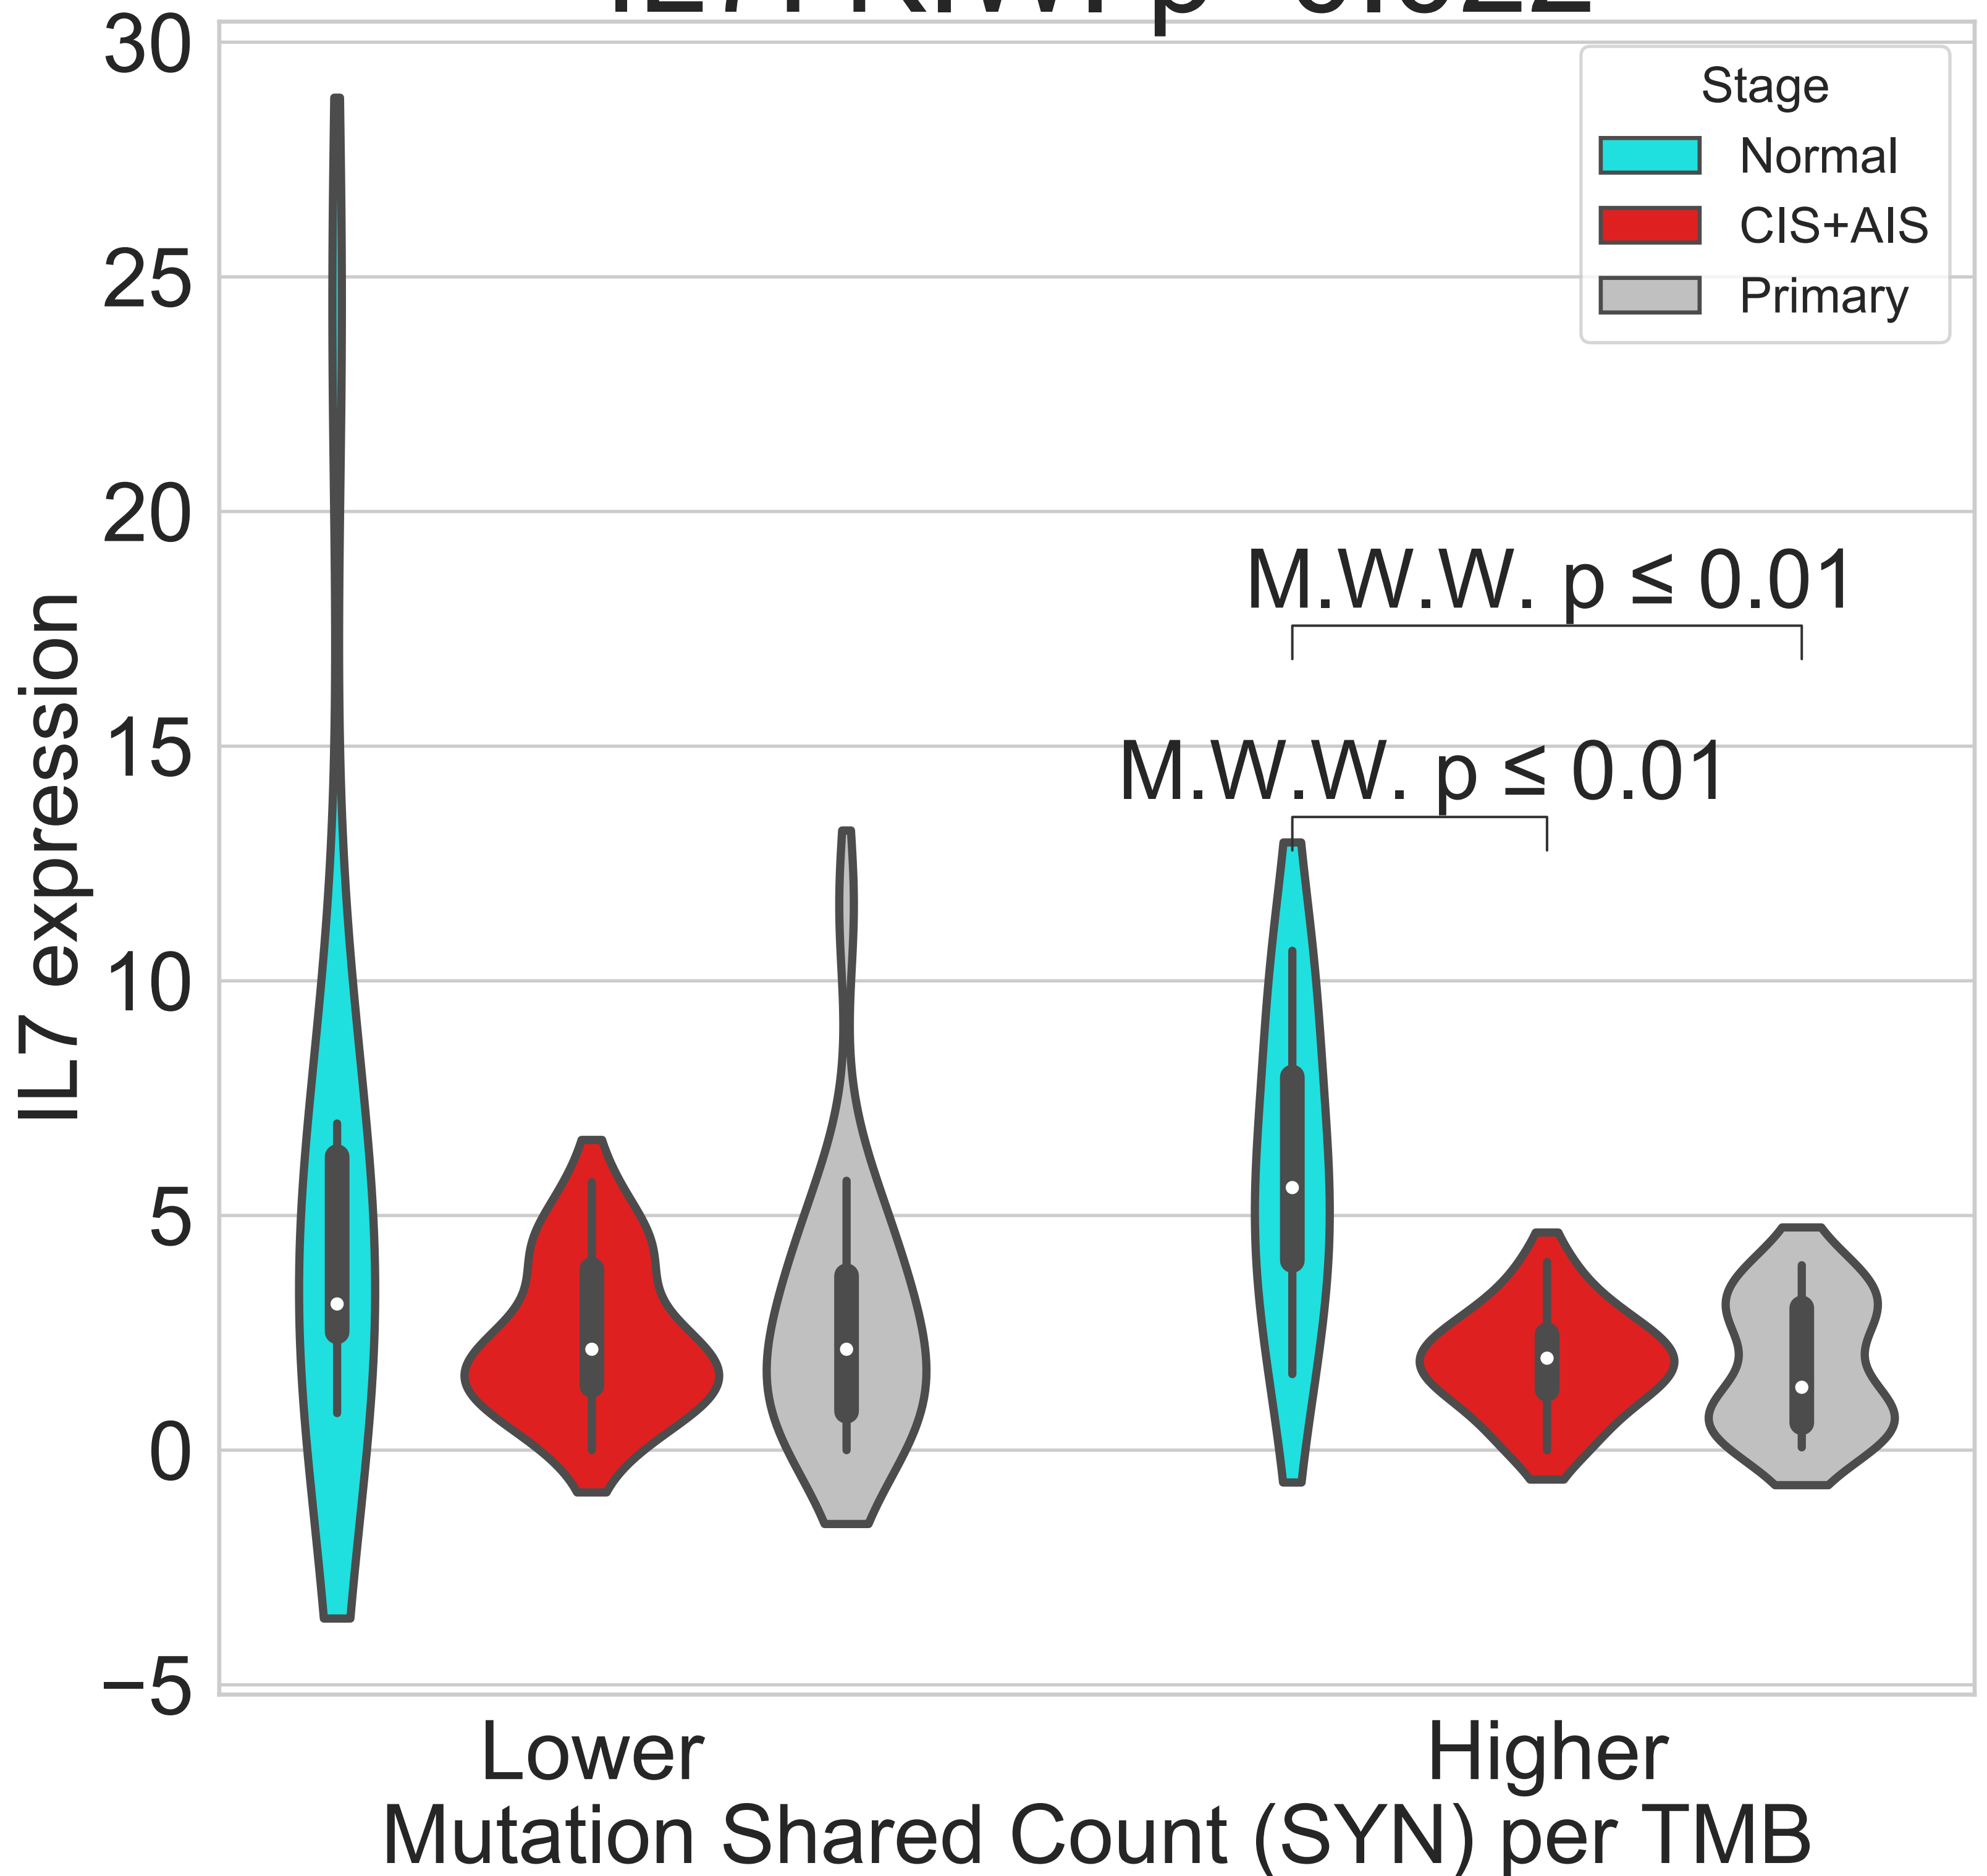 30
25
20
15
10
5
0
−5
IL7 expression
Stage
Normal
CIS+AIS
Primary
M.W.W. p ≤ 0.01
M.W.W. p ≤ 0.01
Lower
Higher
Mutation Shared Count (SYN) per TMB